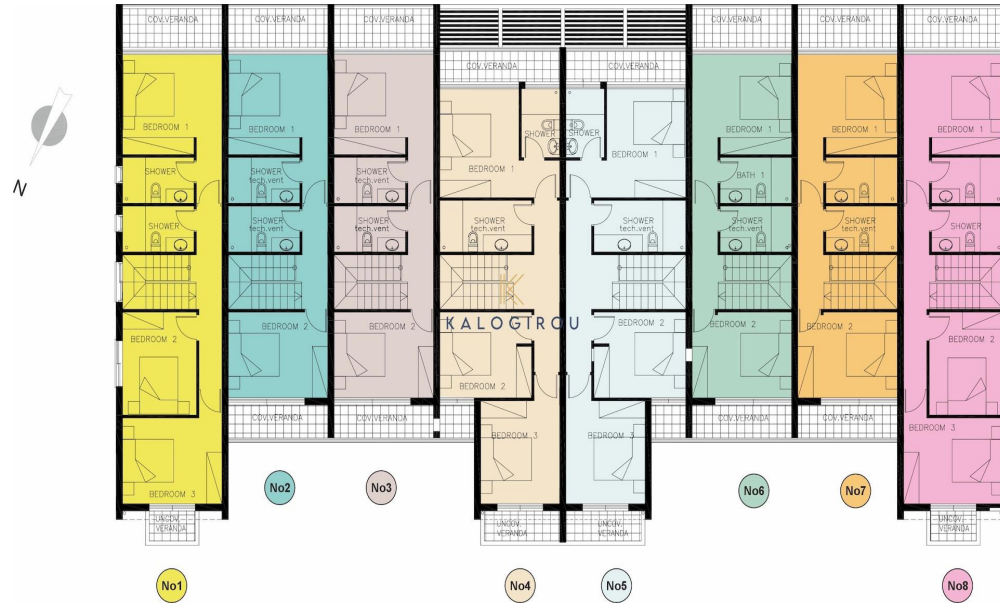 COV.VERANDA
COV.VERANDA
COV.VERANDA
COV.VERANDA
COV.VERANDA
COV.VERANDA
COV.VERANDA
COV.VERANDA
BEDROOM 1
BEDROOM 1
BEDROOM 1
BEDROOM 1
SHOWER
SHOWER
BEDROOM 1
BEDROOM 1
BEDROOM 1
BEDROOM 1
N
SHOWER
SHOWER
tech.vent
SHOWER
tech.vent
BATH 1
SHOWER
tech.vent
SHOWER
SHOWER
SHOWER
tech.vent
SHOWER
tech.vent
SHOWER
tech.vent
SHOWER
tech.vent
SHOWER
tech.vent
SHOWER
tech.vent
SHOWER
K
KALOGIROU
BEDROOM 2
BEDROOM 2
BEDROOM 2
BEDROOM 2
BEDROOM 2
BEDROOM 2
BEDROOM 2
BEDROOM 2
COV.VERANDA
COV.VERANDA
COV.VERANDA
COV.VERANDA
BEDROOM 3
BEDROOM 3
BEDROOM 3
BEDROOM 3
No2
No3
No6
No7
UNCOV.
VERANDA
UNCOV.
VERANDA
UNCOV.
VERANDA
UNCOV.
VERANDA
No1
No4
No5
No8